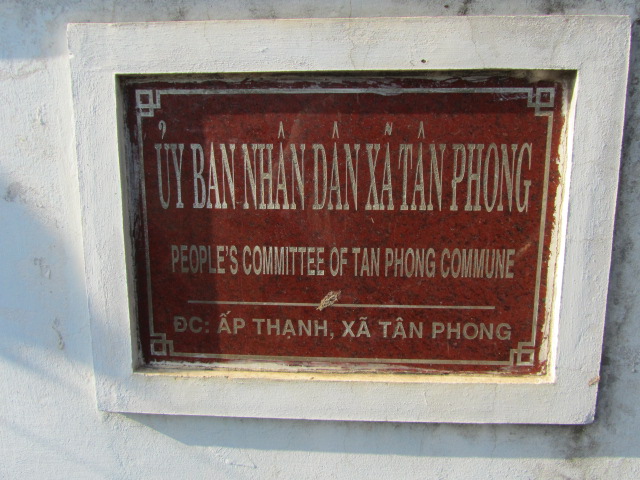 ỦY BAN NHÂN DÂN XÃ TÂN PHONG
PEOPLE'S COMMITTEE OF TAN PHONG COMMUNE
ĐC: ẤP THẠNH, XÃ TÂN PHONG